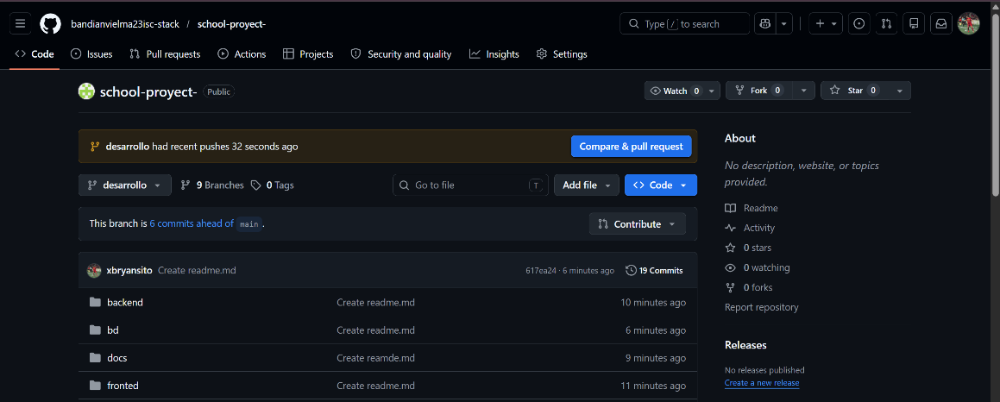 bandianvielma23isc-stack / school-proyect-
Type / to search
Code Issues Pull requests Actions Projects Security and quality Insights Settings
school-proyect- Public
Watch 0 Fork 0 Star 0
desarrollo had recent pushes 32 seconds ago Compare & pull request
desarrollo 9 Branches 0 Tags Go to file T Add file Code
This branch is 6 commits ahead of main . Contribute
xbryansito Create readme.md 617ea24 · 6 minutes ago 19 Commits
backend Create readme.md 10 minutes ago
bd Create readme.md 6 minutes ago
docs Create reamde.md 9 minutes ago
fronted Create readme.md 11 minutes ago
About
No description, website, or topics
provided.
Readme
Activity
0 stars
0 watching
0 forks
Report repository
Releases
No releases published
Create a new release